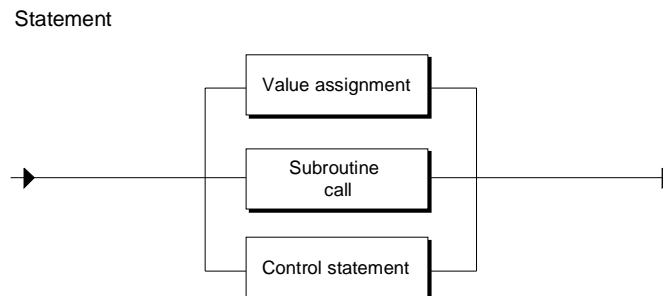 Statement
Value assignment
Subroutine
call
Control statement